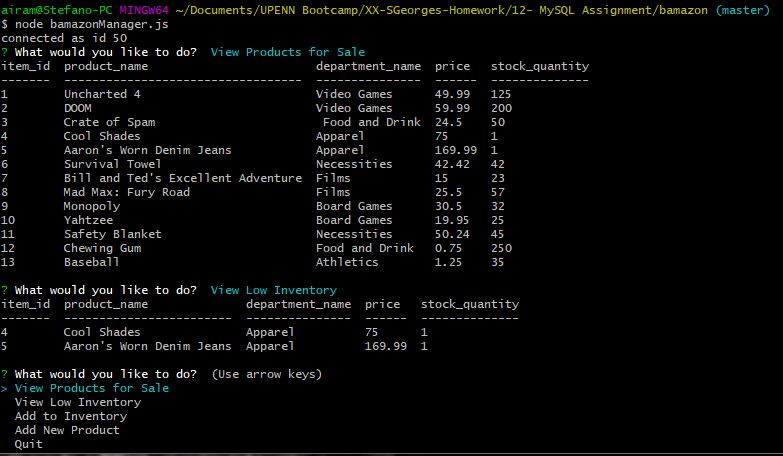 airam@Stefano-PC MINGW64 ~/Documents/UPENN Bootcamp/XX-SGeorges-Homework/12- MySQL Assignment/bamazon (master)
$ node bamazonManager.js
connected as id 50
? What would you like to do?  View Products for Sale
item_id  product_name                        department_name  price   stock_quantity
-------  ----------------------------------  ---------------  ------  --------------
1        Uncharted 4                         Video Games      49.99   125
2        DOOM                                Video Games      59.99   200
3        Crate of Spam                        Food and Drink  24.5    50
4        Cool Shades                         Apparel          75      1
5        Aaron's Worn Denim Jeans            Apparel          169.99  1
6        Survival Towel                      Necessities      42.42   42
7        Bill and Ted's Excellent Adventure  Films            15      23
8        Mad Max: Fury Road                  Films            25.5    57
9        Monopoly                            Board Games      30.5    32
10       Yahtzee                             Board Games      19.95   25
11       Safety Blanket                      Necessities      50.24   45
12       Chewing Gum                         Food and Drink   0.75    250
13       Baseball                            Athletics        1.25    35
? What would you like to do?  View Low Inventory
item_id  product_name              department_name  price   stock_quantity
-------  ------------------------  ---------------  ------  --------------
4        Cool Shades               Apparel          75      1
5        Aaron's Worn Denim Jeans  Apparel          169.99  1
? What would you like to do?  (Use arrow keys)
> View Products for Sale
  View Low Inventory
  Add to Inventory
  Add New Product
  Quit